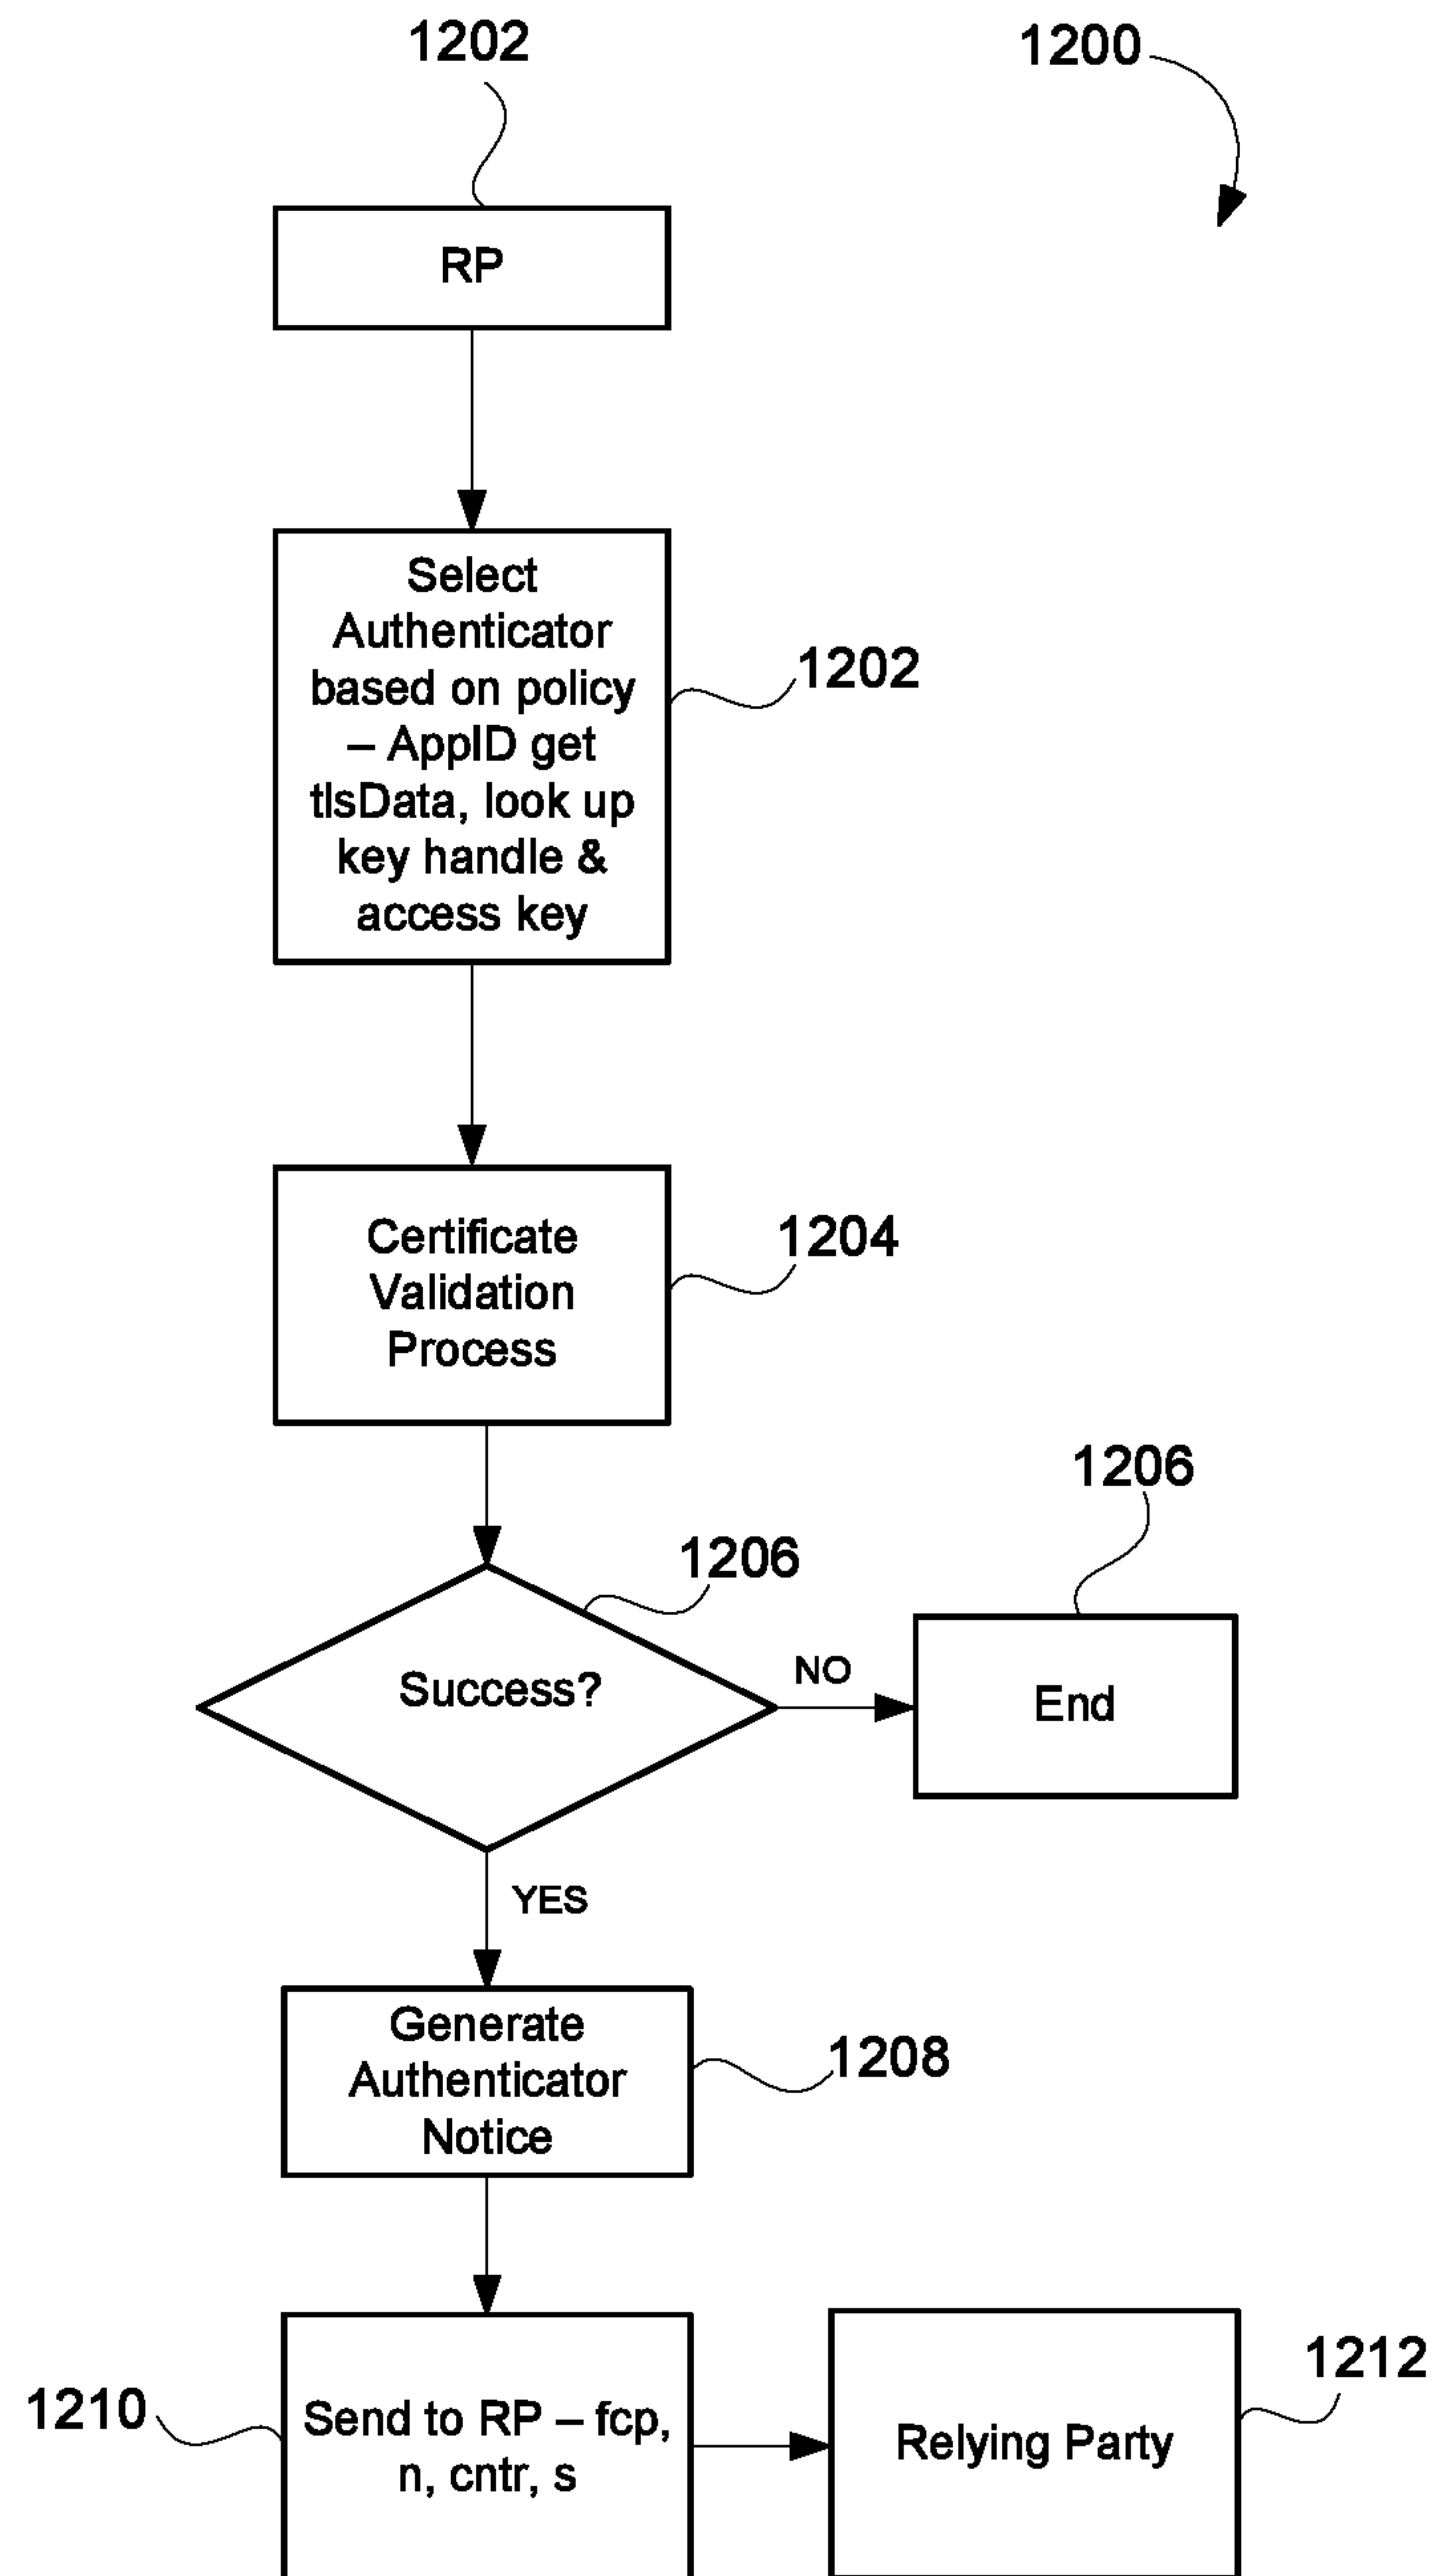 1202
1200
RP
Select
Authenticator
based on policy
– AppID get
tlsData, look up
key handle &
access key
1202
Certificate
Validation
Process
1204
1206
1206
Success?
NO
End
YES
Generate
Authenticator
Notice
1208
1210
Send to RP – fcp,
n, cntr, s
Relying Party
1212